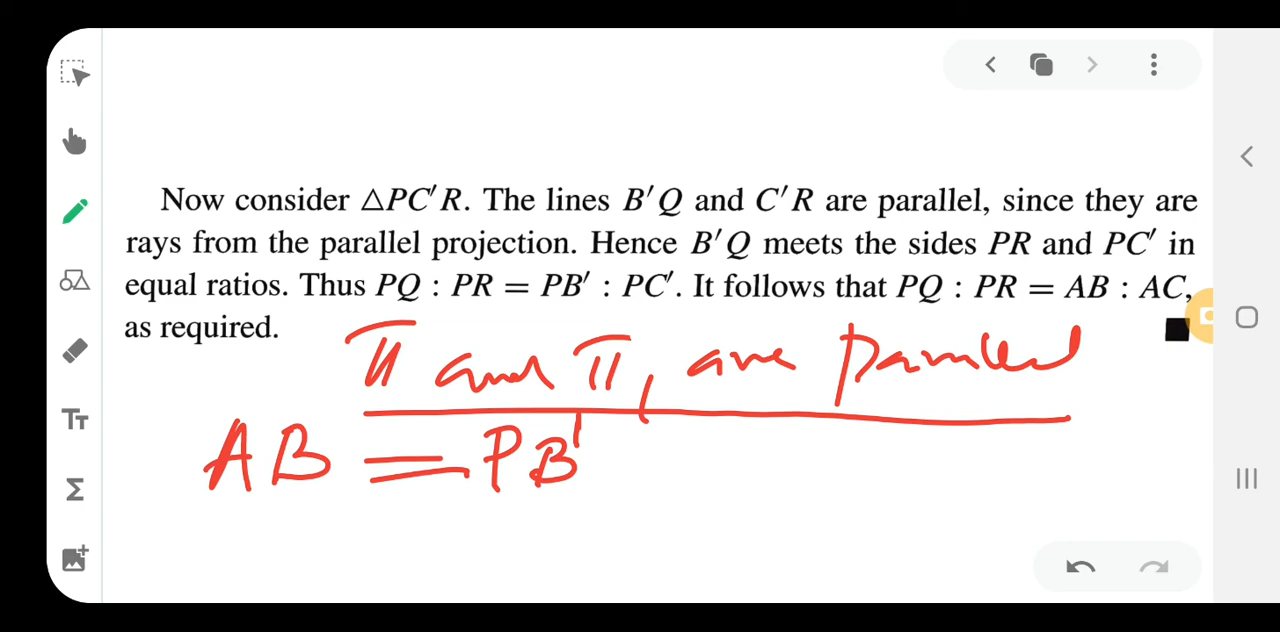 Now consider △PC′R. The lines B′Q and C′R are parallel, since they are
rays from the parallel projection. Hence B′Q meets the sides PR and PC′ in
equal ratios. Thus PQ : PR = PB′ : PC′. It follows that PQ : PR = AB : AC,
as required.
π and π, are parallel
AB = PB′
Tт
Σ